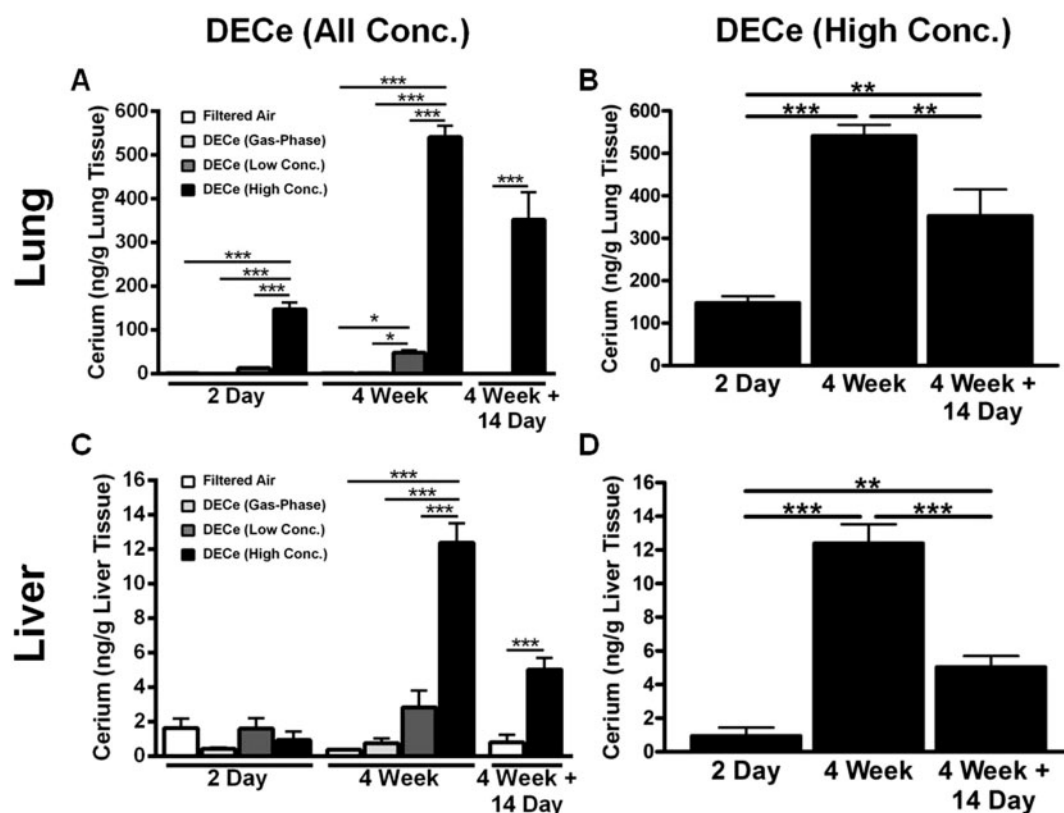 DECe (All Conc.)
DECe (High Conc.)
Lung
Liver
A
Cerium (ng/g Lung Tissue)
600
500
400
300
200
100
0
Filtered Air
DECe (Gas-Phase)
DECe (Low Conc.)
DECe (High Conc.)
***
***
***
***
***
***
*
*
***
2 Day
4 Week
4 Week +
14 Day
B
Cerium (ng/g Lung Tissue)
600
500
400
300
200
100
0
**
***
**
2 Day
4 Week
4 Week +
14 Day
C
Cerium (ng/g Liver Tissue)
16
14
12
10
8
6
4
2
0
Filtered Air
DECe (Gas-Phase)
DECe (Low Conc.)
DECe (High Conc.)
***
***
***
***
2 Day
4 Week
4 Week +
14 Day
D
Cerium (ng/g Liver Tissue)
16
14
12
10
8
6
4
2
0
**
***
***
2 Day
4 Week
4 Week +
14 Day